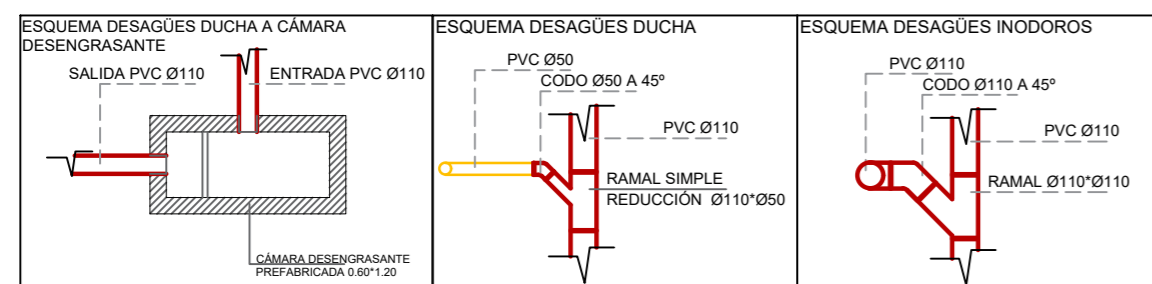 ESQUEMA DESAGÜES DUCHA A CÁMARA
DESENGRASANTE
SALIDA PVC Ø110
ENTRADA PVC Ø110
CÁMARA DESENGRASANTE
PREFABRICADA 0.60*1.20
ESQUEMA DESAGÜES DUCHA
PVC Ø50
CODO Ø50 A 45º
PVC Ø110
RAMAL SIMPLE
REDUCCIÓN Ø110*Ø50
ESQUEMA DESAGÜES INODOROS
PVC Ø110
CODO Ø110 A 45º
PVC Ø110
RAMAL Ø110*Ø110